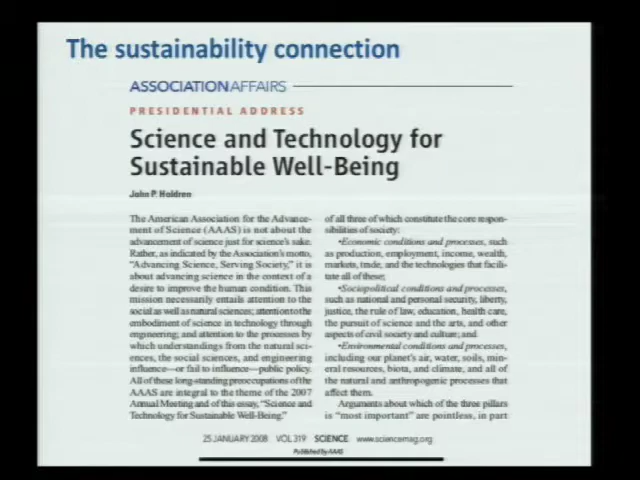 The sustainability connection
ASSOCIATIONAFFAIRS
PRESIDENTIAL ADDRESS
Science and Technology for
Sustainable Well-Being
John P. Holdren
The American Association for the Advance-
ment of Science (AAAS) is not about the
advancement of science just for science's sake.
Rather, as indicated by the Association's motto,
"Advancing Science, Serving Society," it is
about advancing science in the context of a
desire to improve the human condition. This
mission necessarily entails attention to the
social as well as natural sciences; attention to the
embodiment of science in technology through
engineering; and attention to the processes by
which understandings from the natural sci-
ences, the social sciences, and engineering
influence—or fail to influence—public policy.
All of these long-standing preoccupations of the
AAAS are integral to the theme of the 2007
Annual Meeting and of this essay, "Science and
Technology for Sustainable Well-Being."
of all three of which constitute the core respon-
sibilities of society:
•Economic conditions and processes, such
as production, employment, income, wealth,
markets, trade, and the technologies that facili-
tate all of these;
•Sociopolitical conditions and processes,
such as national and personal security, liberty,
justice, the rule of law, education, health care,
the pursuit of science and the arts, and other
aspects of civil society and culture; and
•Environmental conditions and processes,
including our planet's air, water, soils, min-
eral resources, biota, and climate, and all of
the natural and anthropogenic processes that
affect them.
Arguments about which of the three pillars
is "most important" are pointless, in part
25 JANUARY 2008 VOL 319 SCIENCE www.sciencemag.org
Published by AAAS